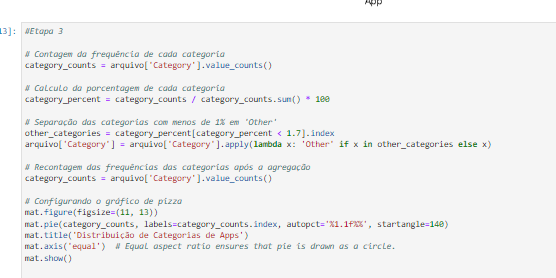 App
13]:
#Etapa 3
# Contagem da frequência de cada categoria
category_counts = arquivo['Category'].value_counts()
# Calculo da porcentagem de cada categoria
category_percent = category_counts / category_counts.sum() * 100
# Separação das categorias com menos de 1% em 'Other'
other_categories = category_percent[category_percent < 1.7].index
arquivo['Category'] = arquivo['Category'].apply(lambda x: 'Other' if x in other_categories else x)
# Recontagem das frequências das categorias após a agregação
category_counts = arquivo['Category'].value_counts()
# Configurando o gráfico de pizza
mat.figure(figsize=(11, 13))
mat.pie(category_counts, labels=category_counts.index, autopct='%1.1f%%', startangle=140)
mat.title('Distribuição de Categorias de Apps')
mat.axis('equal')  # Equal aspect ratio ensures that pie is drawn as a circle.
mat.show()